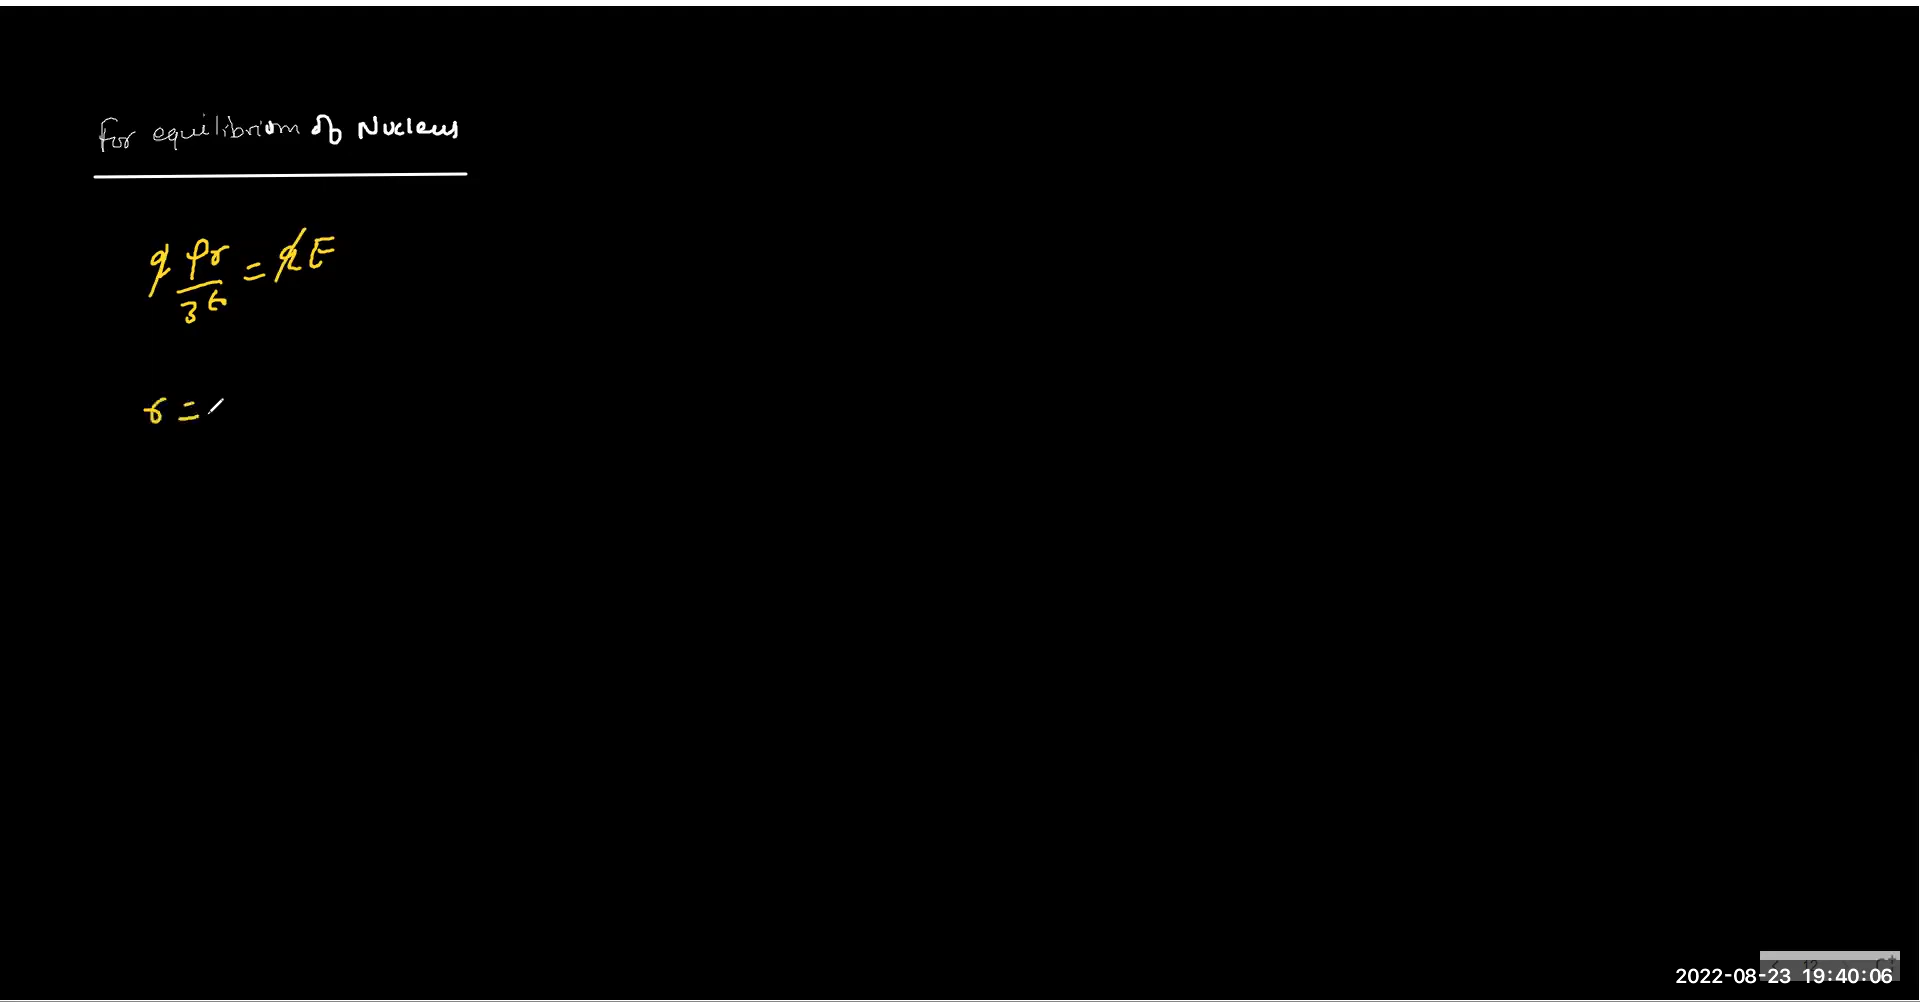 For equilibrium of Nucleus
q ρr/3ε = qE
r =
2022-08-23 19:40:06